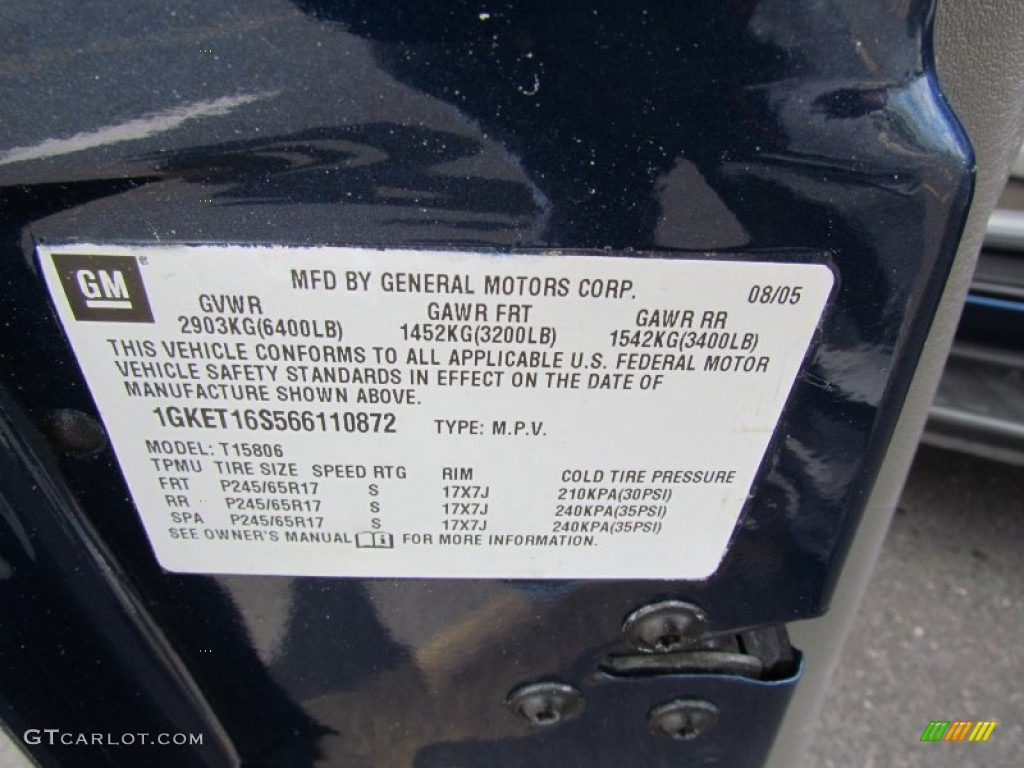 GM ® MFD BY GENERAL MOTORS CORP. 08/05
GVWR GAWR FRT GAWR RR
2903KG(6400LB) 1452KG(3200LB) 1542KG(3400LB)
THIS VEHICLE CONFORMS TO ALL APPLICABLE U.S. FEDERAL MOTOR
VEHICLE SAFETY STANDARDS IN EFFECT ON THE DATE OF
MANUFACTURE SHOWN ABOVE.
1GKET16S566110872 TYPE: M.P.V.
MODEL: T15806
TPMU TIRE SIZE SPEED RTG RIM COLD TIRE PRESSURE
FRT P245/65R17 S 17X7J 210KPA(30PSI)
RR P245/65R17 S 17X7J 240KPA(35PSI)
SPA P245/65R17 S 17X7J 240KPA(35PSI)
SEE OWNER'S MANUAL FOR MORE INFORMATION.
GTCARLOT.COM